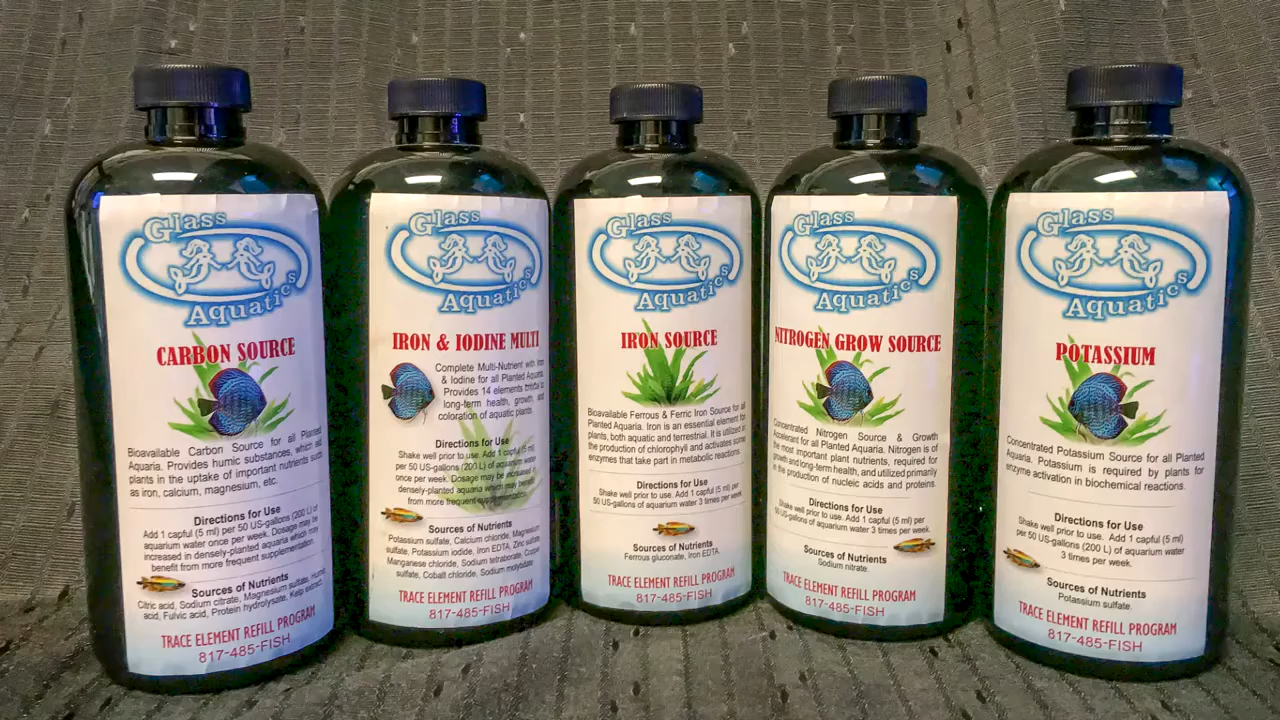 Glass
Aquatics
CARBON SOURCE
Bioavailable Carbon Source for all Planted
Aquaria. Provides humic substances, which aid
plants in the uptake of important nutrients such
as iron, calcium, magnesium, etc.
Directions for Use
Add 1 capful (5 ml) per 50 US-gallons (200 L) of
aquarium water once per week. Dosage may be
increased in densely-planted aquaria which may
benefit from more frequent supplementation.
Sources of Nutrients
Citric acid, Sodium citrate, Magnesium sulfate, Humic
acid, Fulvic acid, Protein hydrolysate, Kelp extract.
TRACE ELEMENT REFILL PROGRAM
817-485-FISH
Glass
Aquatics
IRON & IODINE MULTI
Complete Multi-Nutrient with Iron
& Iodine for all Planted Aquaria.
Provides 14 elements critical to
long-term health, growth, and
coloration of aquatic plants.
Directions for Use
Shake well prior to use. Add 1 capful (5 ml)
per 50 US-gallons (200 L) of aquarium water
once per week. Dosage may be increased in
densely-planted aquaria which may benefit
from more frequent supplementation.
Sources of Nutrients
Potassium sulfate, Calcium chloride, Magnesium
sulfate, Potassium iodide, Iron EDTA, Zinc sulfate,
Manganese chloride, Sodium tetraborate, Copper
sulfate, Cobalt chloride, Sodium molybdate
TRACE ELEMENT REFILL PROGRAM
817-485-FISH
Glass
Aquatics
IRON SOURCE
Bioavailable Ferrous & Ferric Iron Source for all
Planted Aquaria. Iron is an essential element for
plants, both aquatic and terrestrial. It is utilized in
the production of chlorophyll and activates some
enzymes that take part in metabolic reactions.
Directions for Use
Shake well prior to use. Add 1 capful (5 ml) per
50 US-gallons of aquarium water 3 times per week.
Sources of Nutrients
Ferrous gluconate, Iron EDTA.
TRACE ELEMENT REFILL PROGRAM
817-485-FISH
Glass
Aquatics
NITROGEN GROW SOURCE
Concentrated Nitrogen Source & Growth
Accelerant for all Planted Aquaria. Nitrogen is of
the most important plant nutrients, required for
growth and long-term health, and utilized primarily
in the production of nucleic acids and proteins.
Directions for Use
Shake well prior to use. Add 1 capful (5 ml) per
50 US-gallons of aquarium water 3 times per week.
Sources of Nutrients
Sodium nitrate.
TRACE ELEMENT REFILL PROGRAM
817-485-FISH
Glass
Aquatics
POTASSIUM
Concentrated Potassium Source for all Planted
Aquaria. Potassium is required by plants for
enzyme activation in biochemical reactions.
Directions for Use
Shake well prior to use. Add 1 capful (5 ml)
per 50 US-gallons (200 L) of aquarium water
3 times per week.
Sources of Nutrients
Potassium sulfate.
TRACE ELEMENT REFILL PROGRAM
817-485-FISH